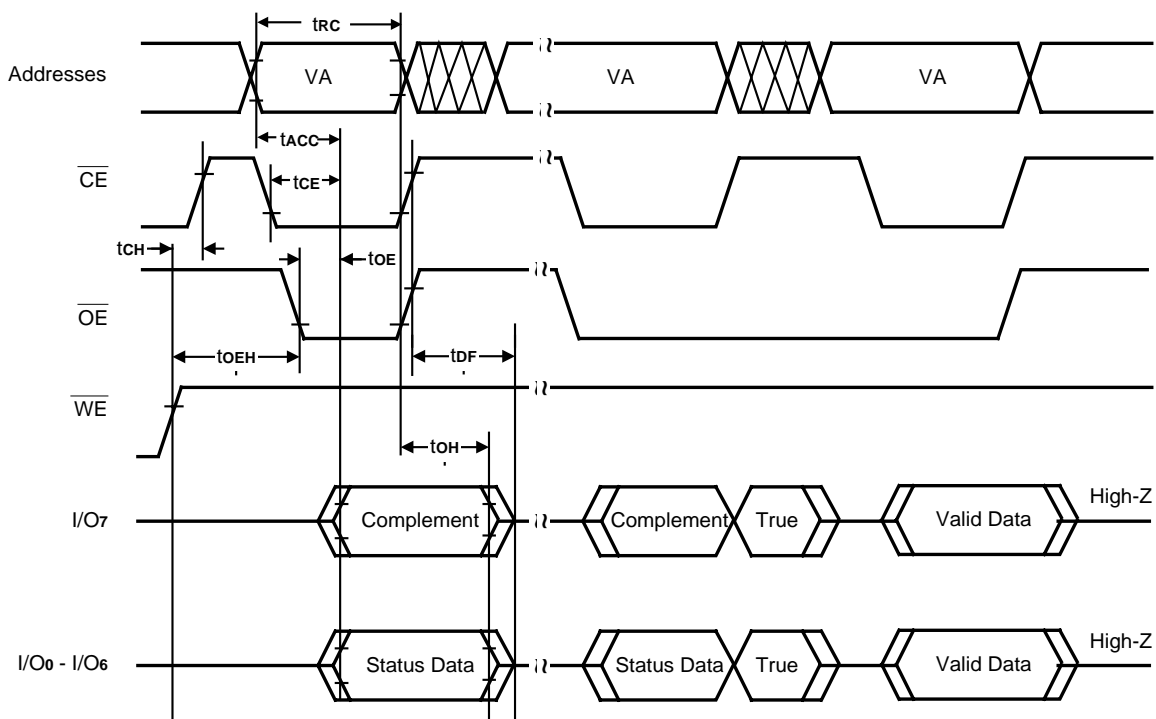 tRC
Addresses VA VA VA
tACC
CE
tCE
tCH
tOE
OE
tOEH tDF
WE
tOH
I/O7 Complement Complement True Valid Data High-Z
I/O0 - I/O6 Status Data Status Data True Valid Data High-Z